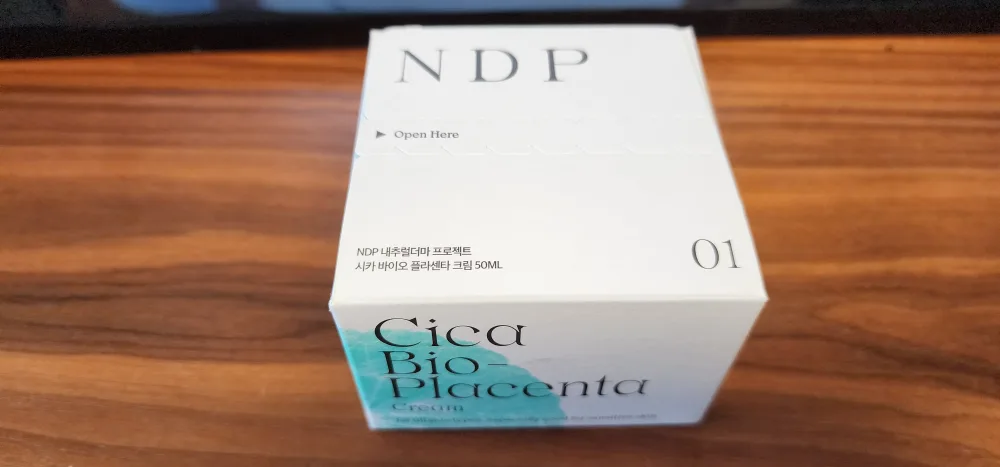 NDP
▶ Open Here
NDP 내추럴더마 프로젝트
시카 바이오 플라센타 크림 50ML
01
Cica
Bio-
Placenta
Cream